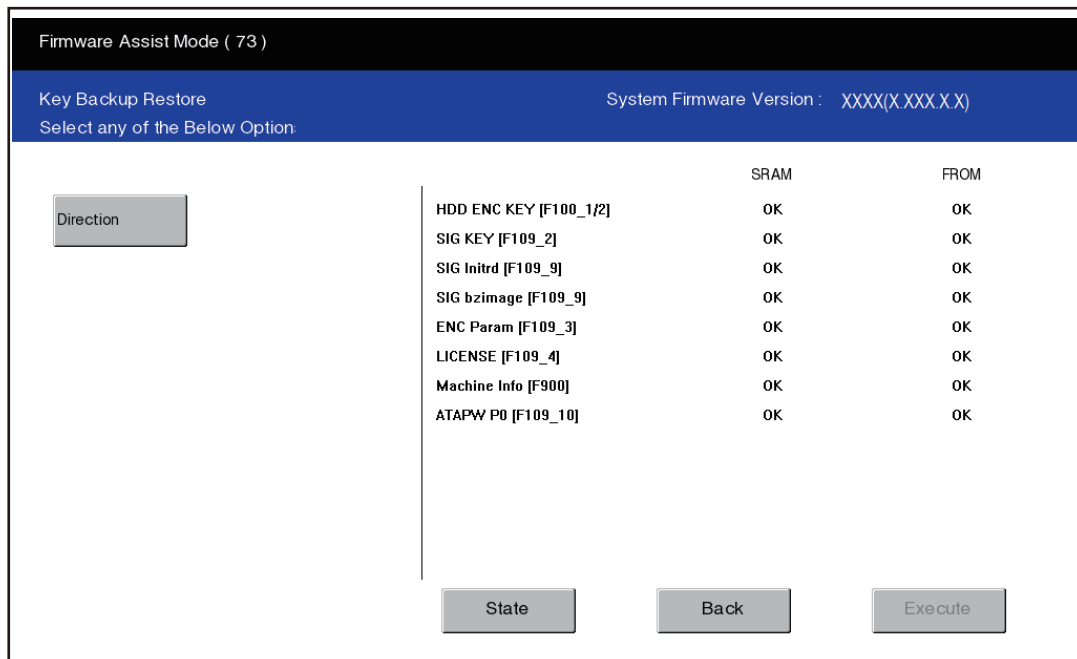 Firmware Assist Mode ( 73 )
Key Backup Restore
System Firmware Version : XXXX(X.XXX.X.X)
Select any of the Below Option:
SRAM FROM
Direction
HDD ENC KEY [F100_1/2] OK OK
SIG KEY [F109_2] OK OK
SIG Initrd [F109_9] OK OK
SIG bzimage [F109_9] OK OK
ENC Param [F109_3] OK OK
LICENSE [F109_4] OK OK
Machine Info [F900] OK OK
ATAPW P0 [F109_10] OK OK
State Back Execute